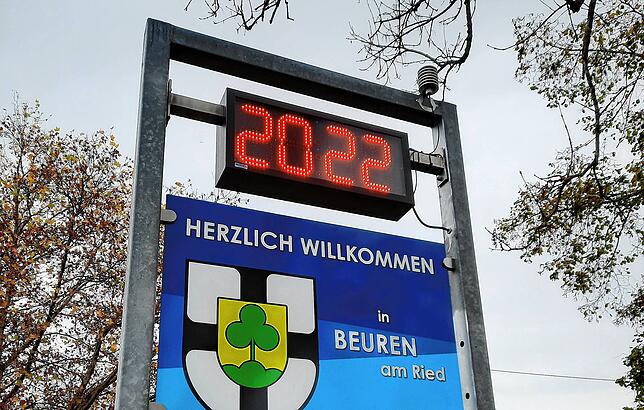 2022
HERZLICH WILLKOMMEN
in
BEUREN
am Ried